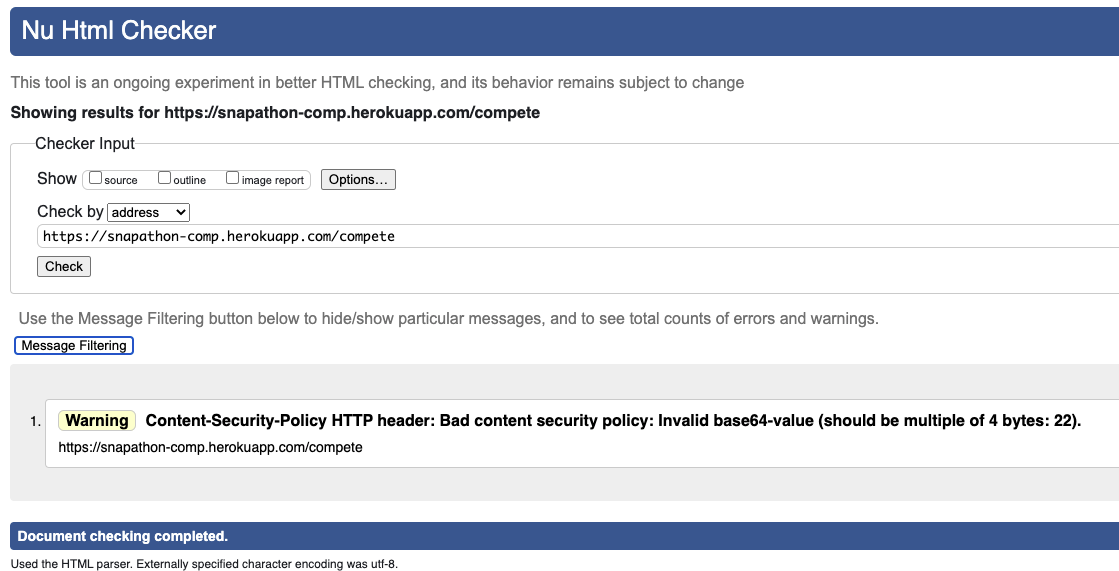 Nu Html Checker
This tool is an ongoing experiment in better HTML checking, and its behavior remains subject to change
Showing results for https://snapathon-comp.herokuapp.com/compete
Checker Input
Show source outline image report Options...
Check by address
https://snapathon-comp.herokuapp.com/compete
Check
Use the Message Filtering button below to hide/show particular messages, and to see total counts of errors and warnings.
Message Filtering
1. Warning Content-Security-Policy HTTP header: Bad content security policy: Invalid base64-value (should be multiple of 4 bytes: 22).
https://snapathon-comp.herokuapp.com/compete
Document checking completed.
Used the HTML parser. Externally specified character encoding was utf-8.